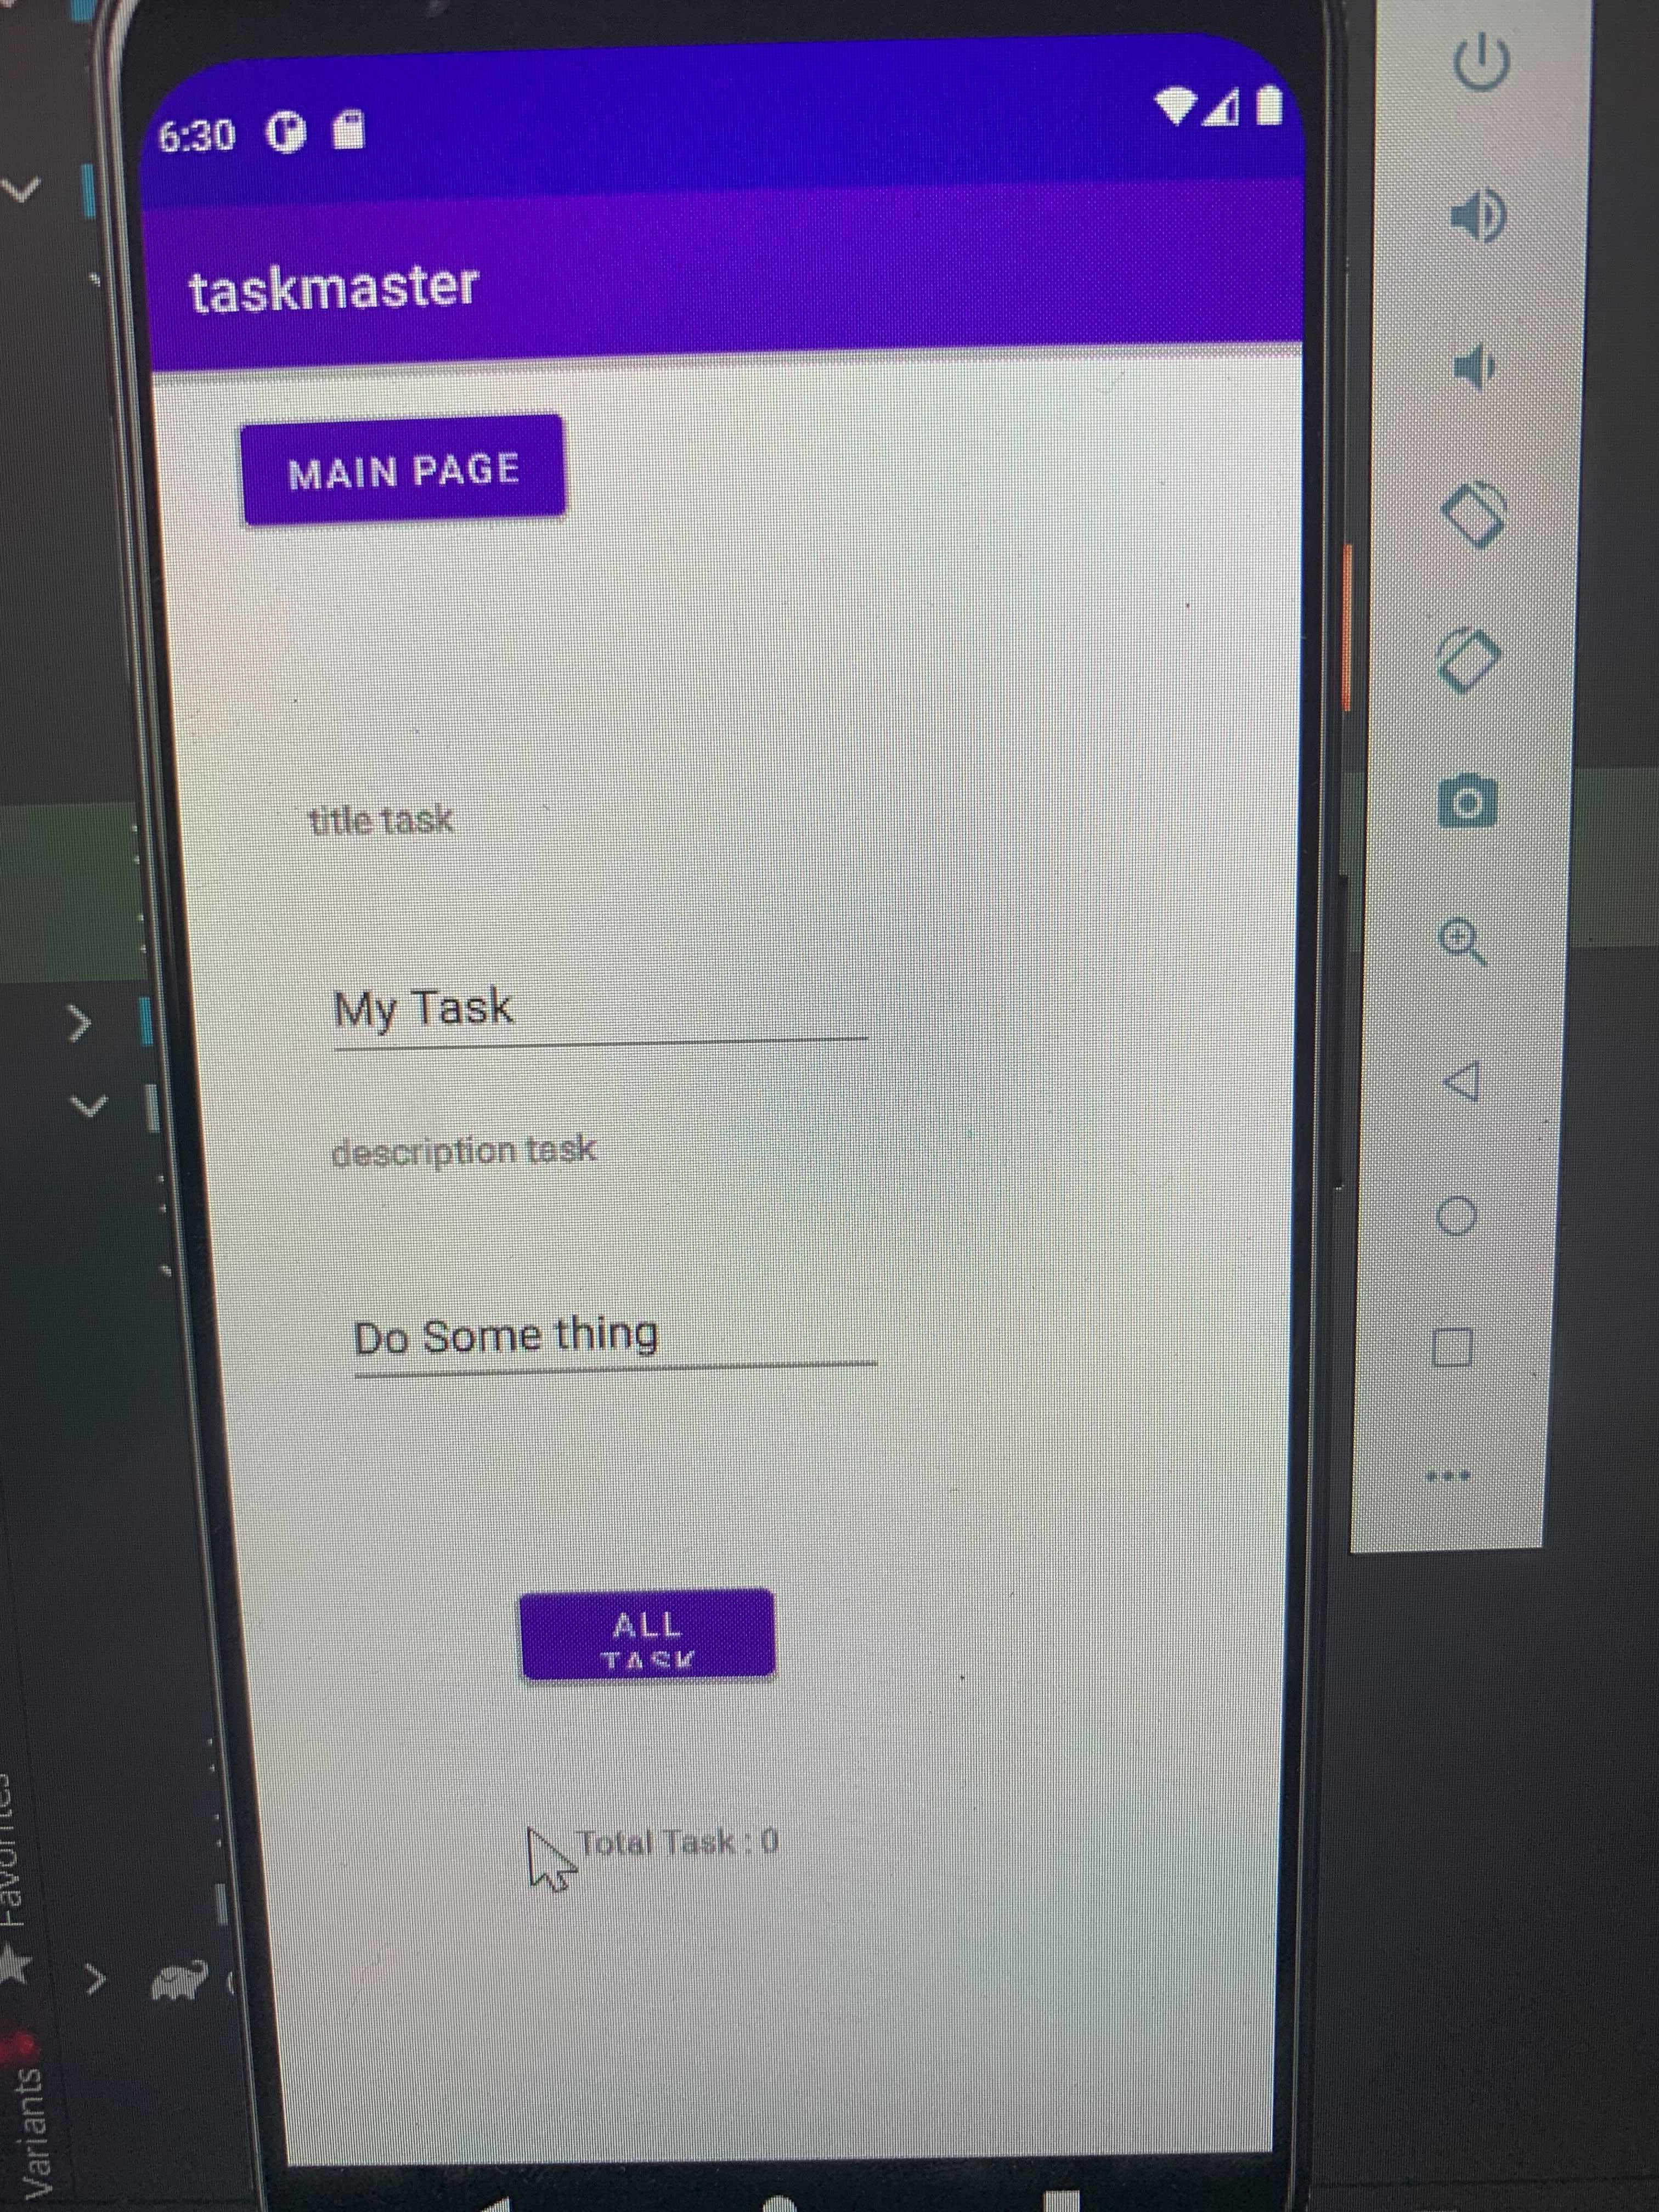 6:30
taskmaster
MAIN PAGE
title task
My Task
description task
Do Some thing
ALL
TASK
Total Task : 0
Favorites
Variants